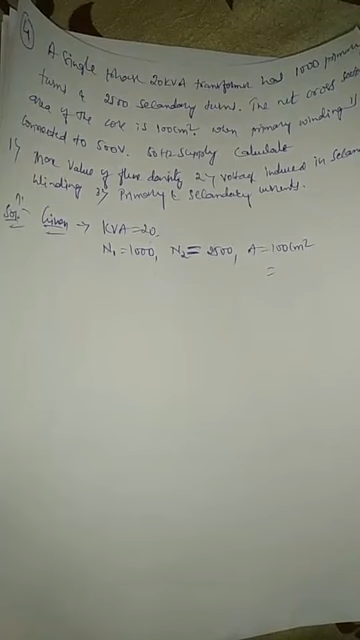 4
A single phase 20KVA transformer has 1000 primary
turns & 2500 secondary turns. The net cross sec
area of the core is 100cm² when primary winding is
connected to 500V. 50Hz supply calculate
1) max value of flux density 2) voltage induced in secon
winding 3) Primary & secondary currents.
Sol:- Given → KVA=20.
N₁=1000, N₂= 2500, A=100cm²
=